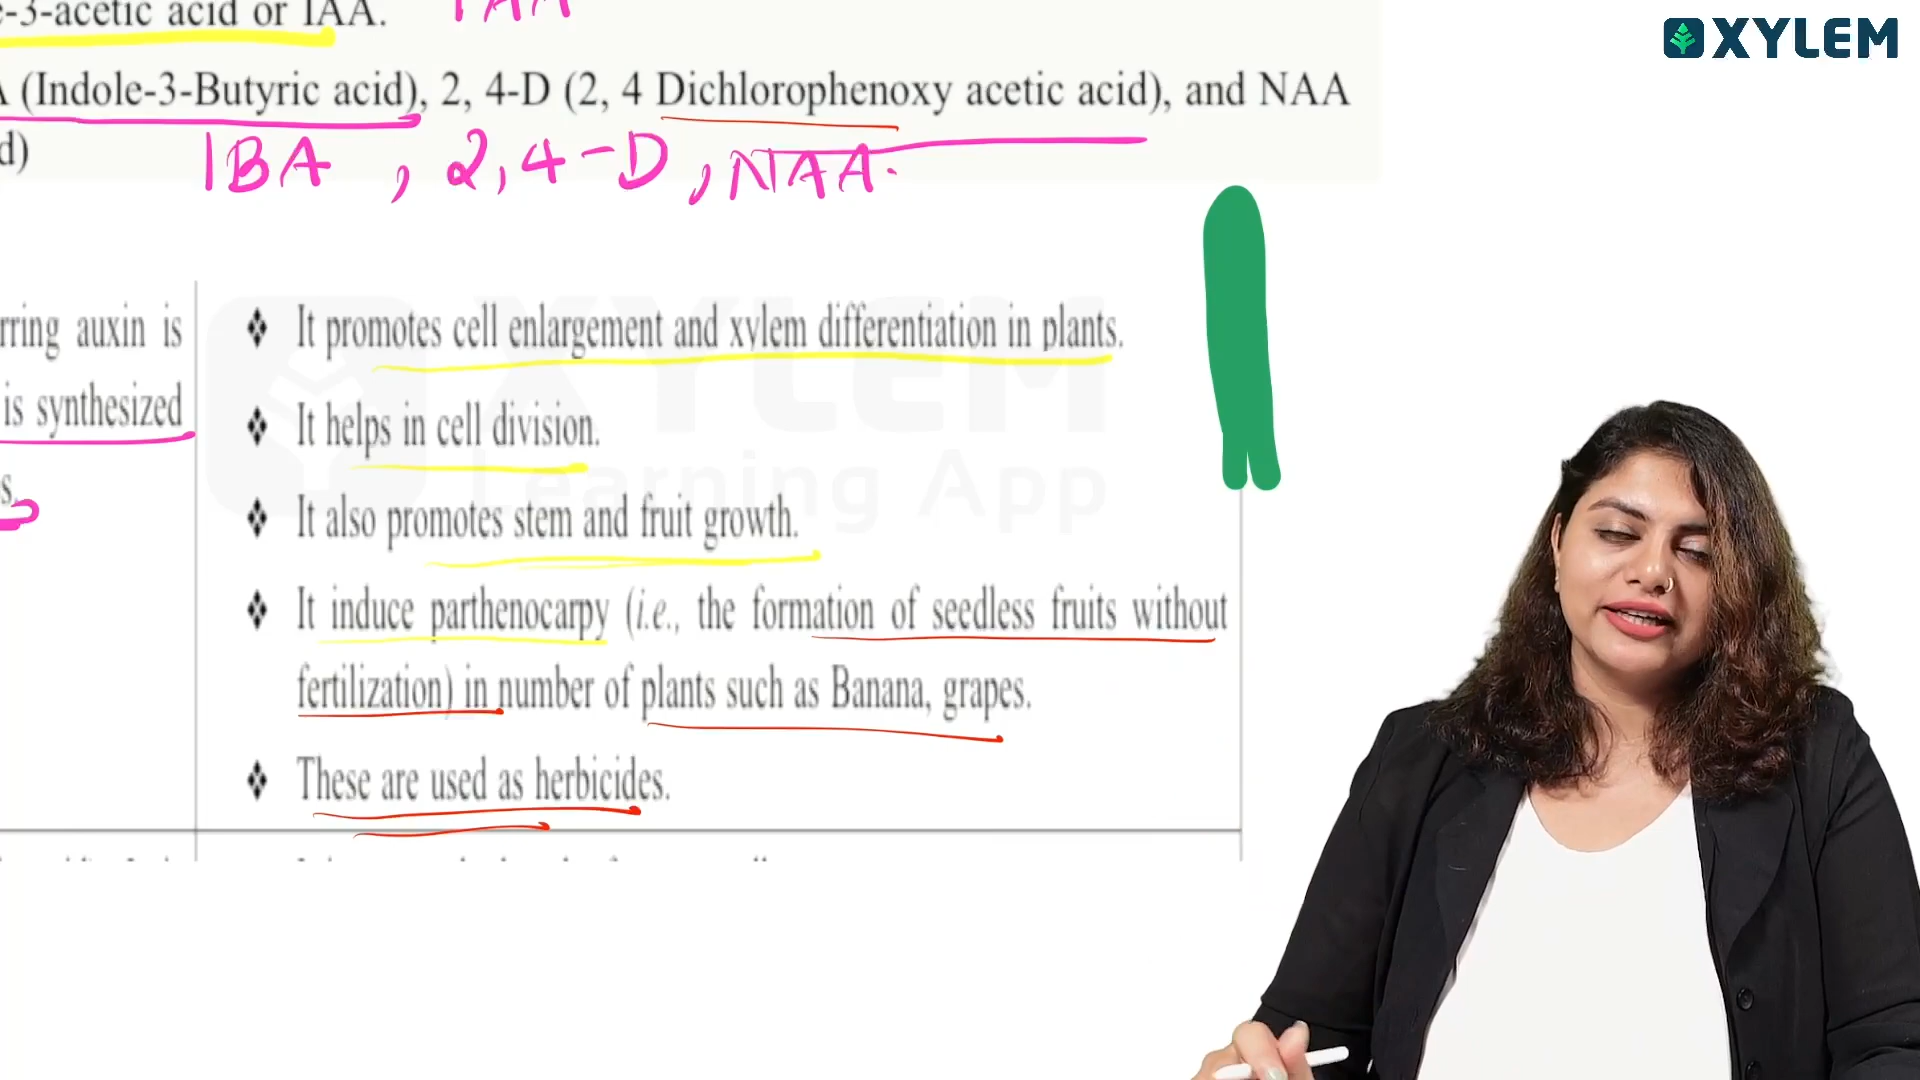 e-3-acetic acid or IAA.
XYLEM
A (Indole-3-Butyric acid), 2, 4-D (2, 4 Dichlorophenoxy acetic acid), and NAA
d)
IBA , 2,4-D , NAA.
rring auxin is
is synthesized
s.
❖ It promotes cell enlargement and xylem differentiation in plants.
❖ It helps in cell division.
❖ It also promotes stem and fruit growth.
❖ It induce parthenocarpy (i.e., the formation of seedless fruits without
fertilization) in number of plants such as Banana, grapes.
❖ These are used as herbicides.
XYLEM
Learning App